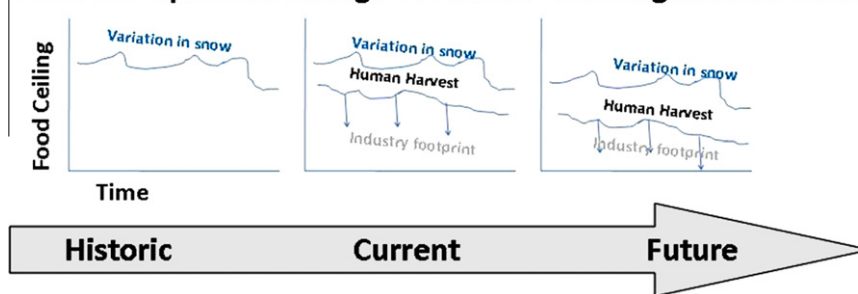 Food Ceiling
Variation in snow
Time
Variation in snow
Human Harvest
Industry footprint
Variation in snow
Human Harvest
Industry footprint
Historic
Current
Future